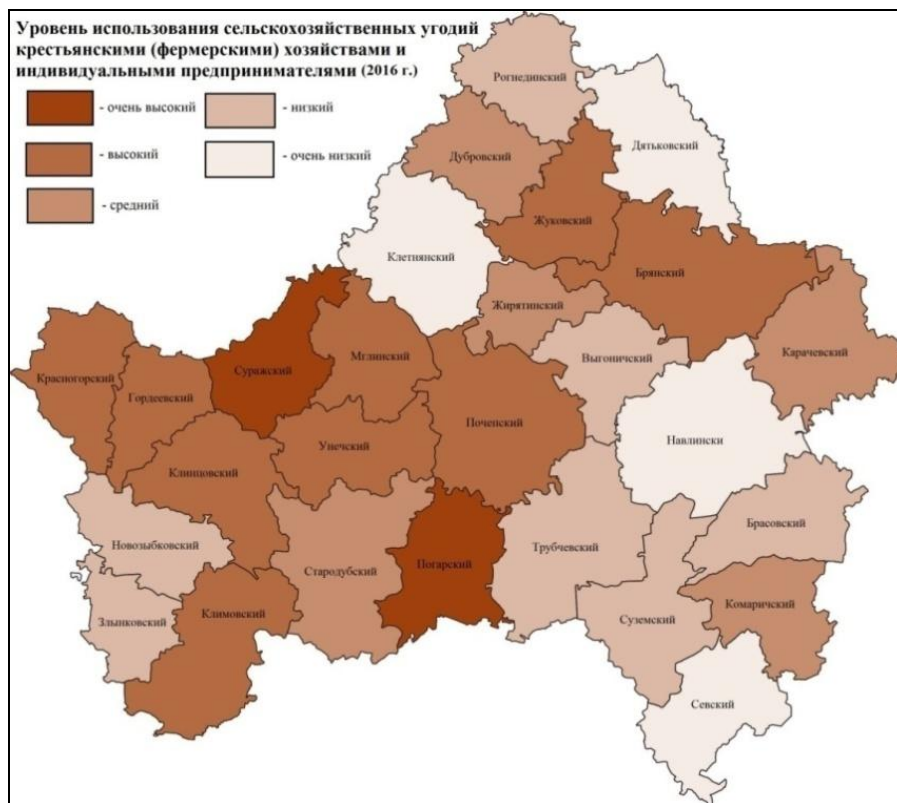 Уровень использования сельскохозяйственных угодий
крестьянскими (фермерскими) хозяйствами и
индивидуальными предпринимателями (2016 г.)
- очень высокий
- низкий
- высокий
- очень низкий
- средний
Рогнединский
Дятьковский
Дубровский
Жуковский
Клетнянский
Брянский
Жирятинский
Карачевский
Выгоничский
Мглинский
Суражский
Красногорский
Гордеевский
Почепский
Навлински
Унечский
Клинцовский
Брасовский
Новозыбковский
Трубчевский
Погарский
Стародубский
Комаричский
Климовский
Злынковский
Суземский
Севский